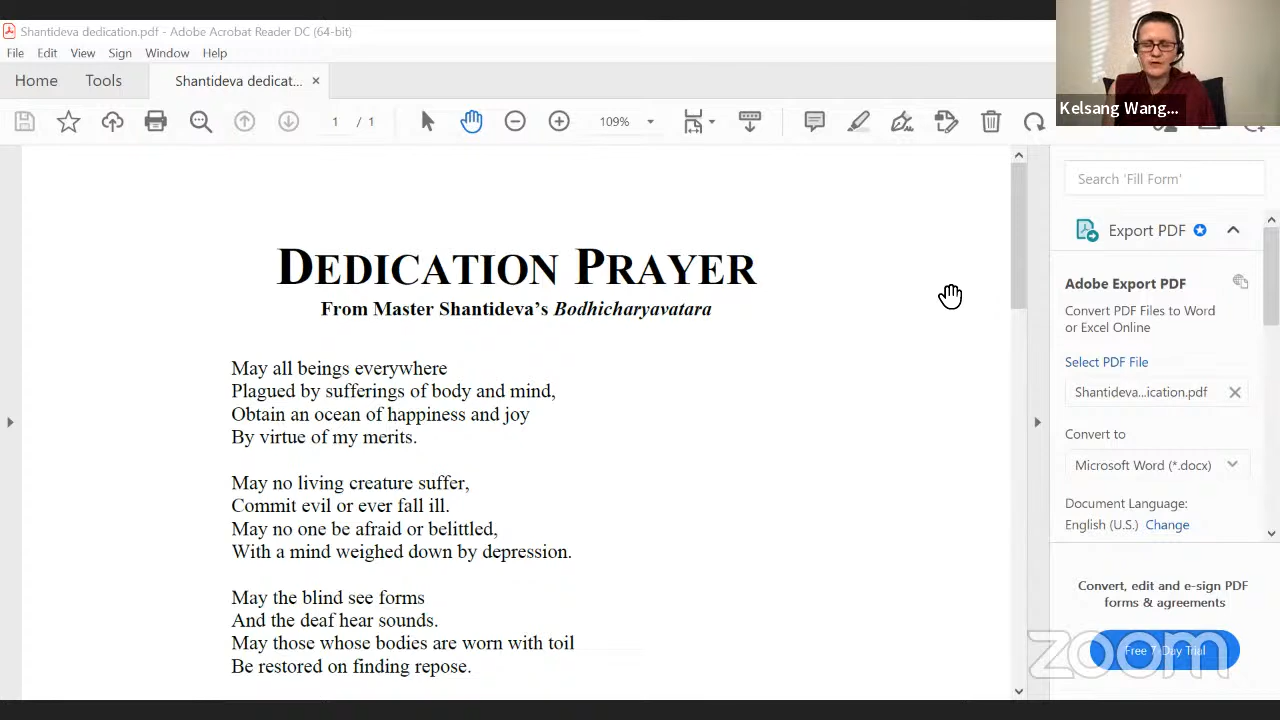 Shantideva dedication.pdf - Adobe Acrobat Reader DC (64-bit)
File Edit View Sign Window Help
Home Tools Shantideva dedicat... ×
1 / 1 109%
Kelsang Wang...
DEDICATION PRAYER
From Master Shantideva’s Bodhicharyavatara
May all beings everywhere
Plagued by sufferings of body and mind,
Obtain an ocean of happiness and joy
By virtue of my merits.
May no living creature suffer,
Commit evil or ever fall ill.
May no one be afraid or belittled,
With a mind weighed down by depression.
May the blind see forms
And the deaf hear sounds.
May those whose bodies are worn with toil
Be restored on finding repose.
Search 'Fill Form'
Export PDF
Adobe Export PDF
Convert PDF Files to Word
or Excel Online
Select PDF File
Shantideva...ication.pdf
Convert to
Microsoft Word (*.docx)
Document Language:
English (U.S.) Change
Convert, edit and e-sign PDF
forms & agreements
Free 7-Day Trial
zoom